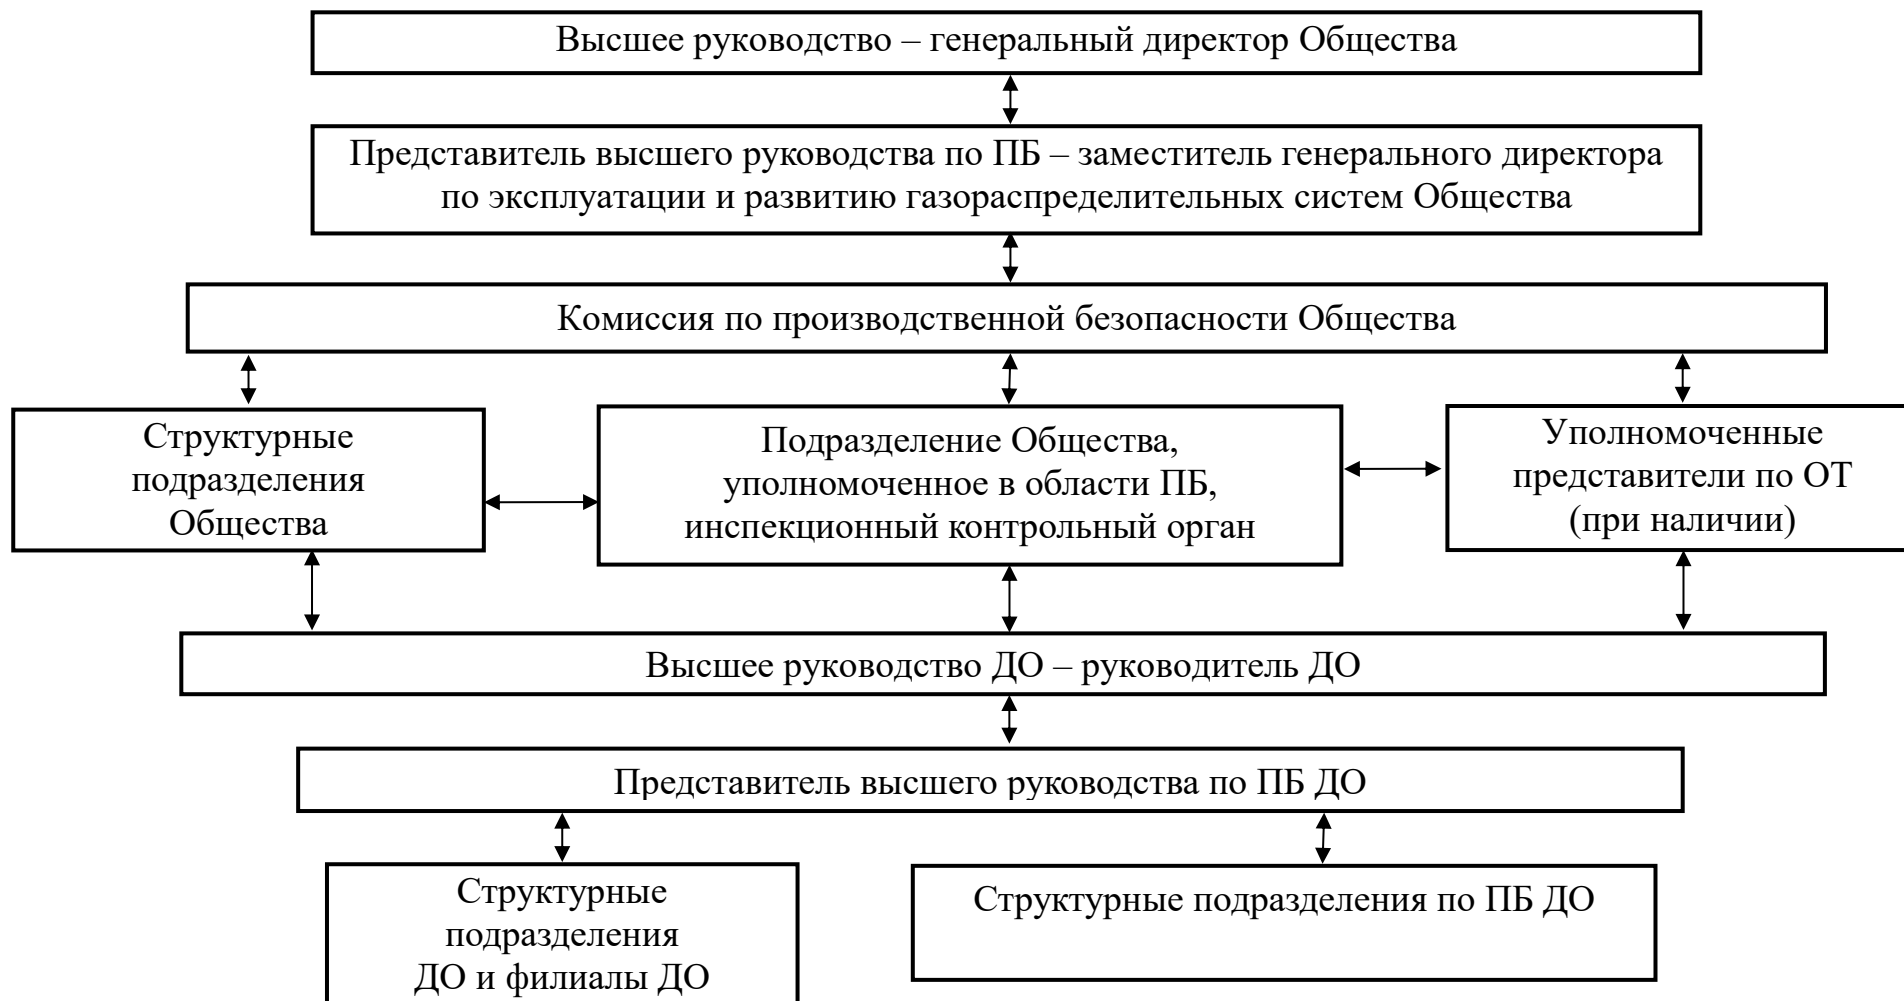 Высшее руководство – генеральный директор Общества
Представитель высшего руководства по ПБ – заместитель генерального директора
по эксплуатации и развитию газораспределительных систем Общества
Комиссия по производственной безопасности Общества
Структурные
подразделения
Общества
Подразделение Общества,
уполномоченное в области ПБ,
инспекционный контрольный орган
Уполномоченные
представители по ОТ
(при наличии)
Высшее руководство ДО – руководитель ДО
Представитель высшего руководства по ПБ ДО
Структурные
подразделения
ДО и филиалы ДО
Структурные подразделения по ПБ ДО